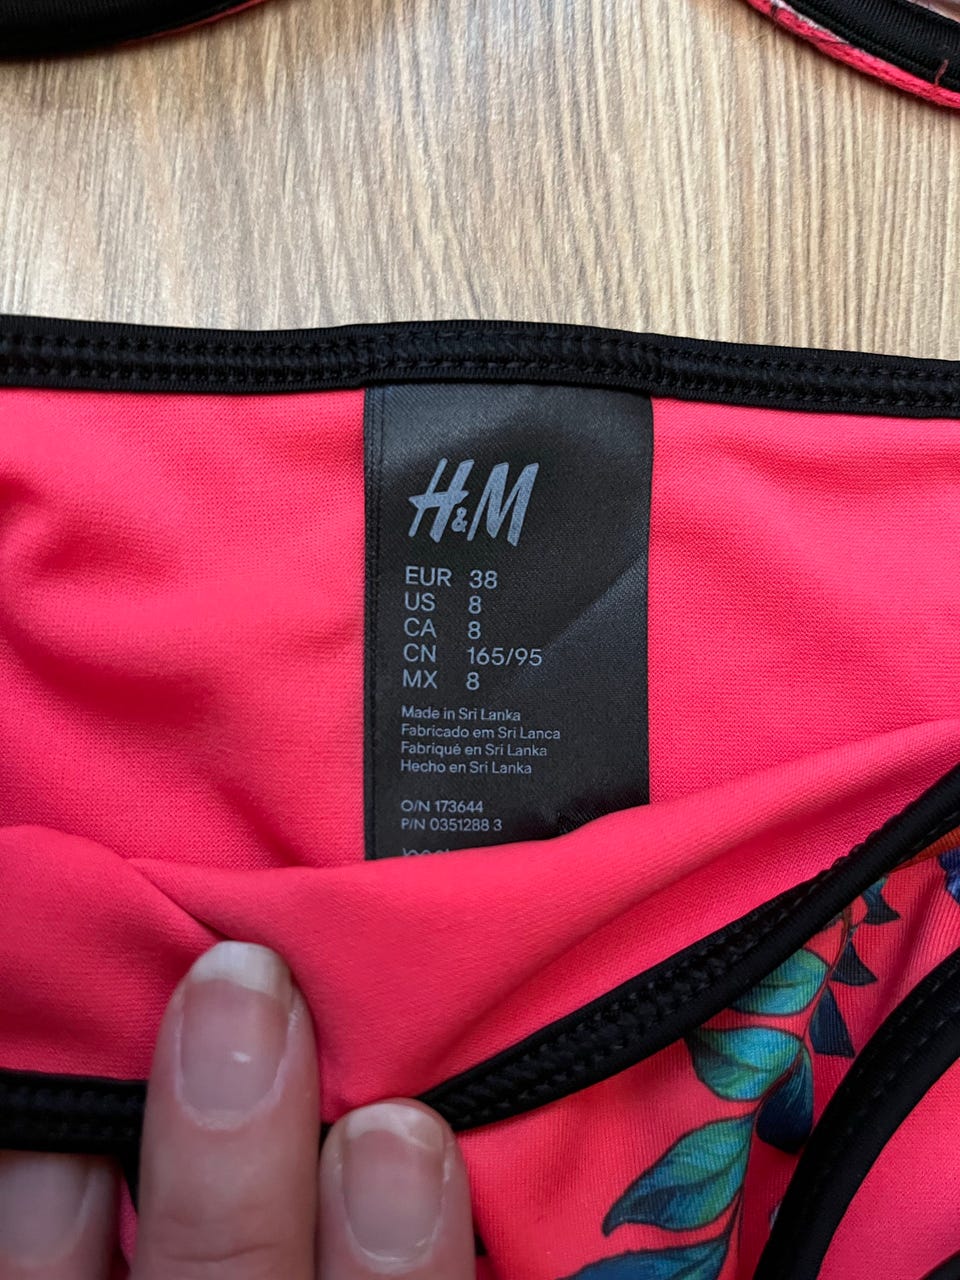 H&M
EUR 38
US 8
CA 8
CN 165/95
MX 8
Made in Sri Lanka
Fabricado em Sri Lanca
Fabriqué en Sri Lanka
Hecho en Sri Lanka
O/N 173644
P/N 0351288 3